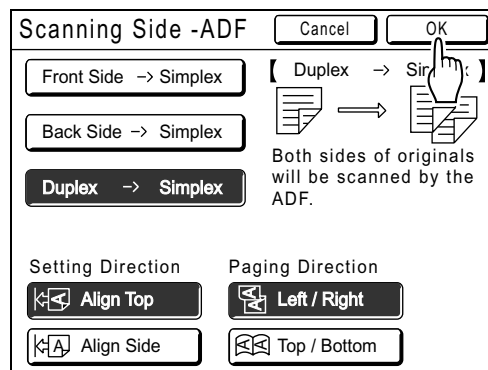 Scanning Side -ADF
Cancel
OK
Front Side -> Simplex
Back Side -> Simplex
Duplex -> Simplex
【 Duplex -> 】
Both sides of originals
will be scanned by the
ADF.
Setting Direction
Paging Direction
Align Top
Left / Right
A Align Side
Top / Bottom